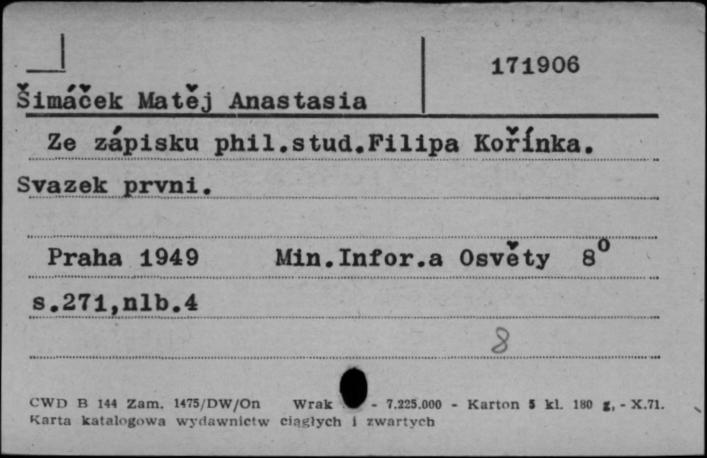 171906
Šimáček Matěj Anastasia
Ze zápisku phil.stud.Filipa Kořínka.
Svazek prvni.
Praha 1949 Min.Infor.a Osvěty 8°
s.271,nlb.4
8
CWD B 144 Zam. 1475/DW/On Wrak - 7.225.000 - Karton 5 kl. 180 g, - X.71.
Karta katalogowa wydawnictw ciągłych i zwartych